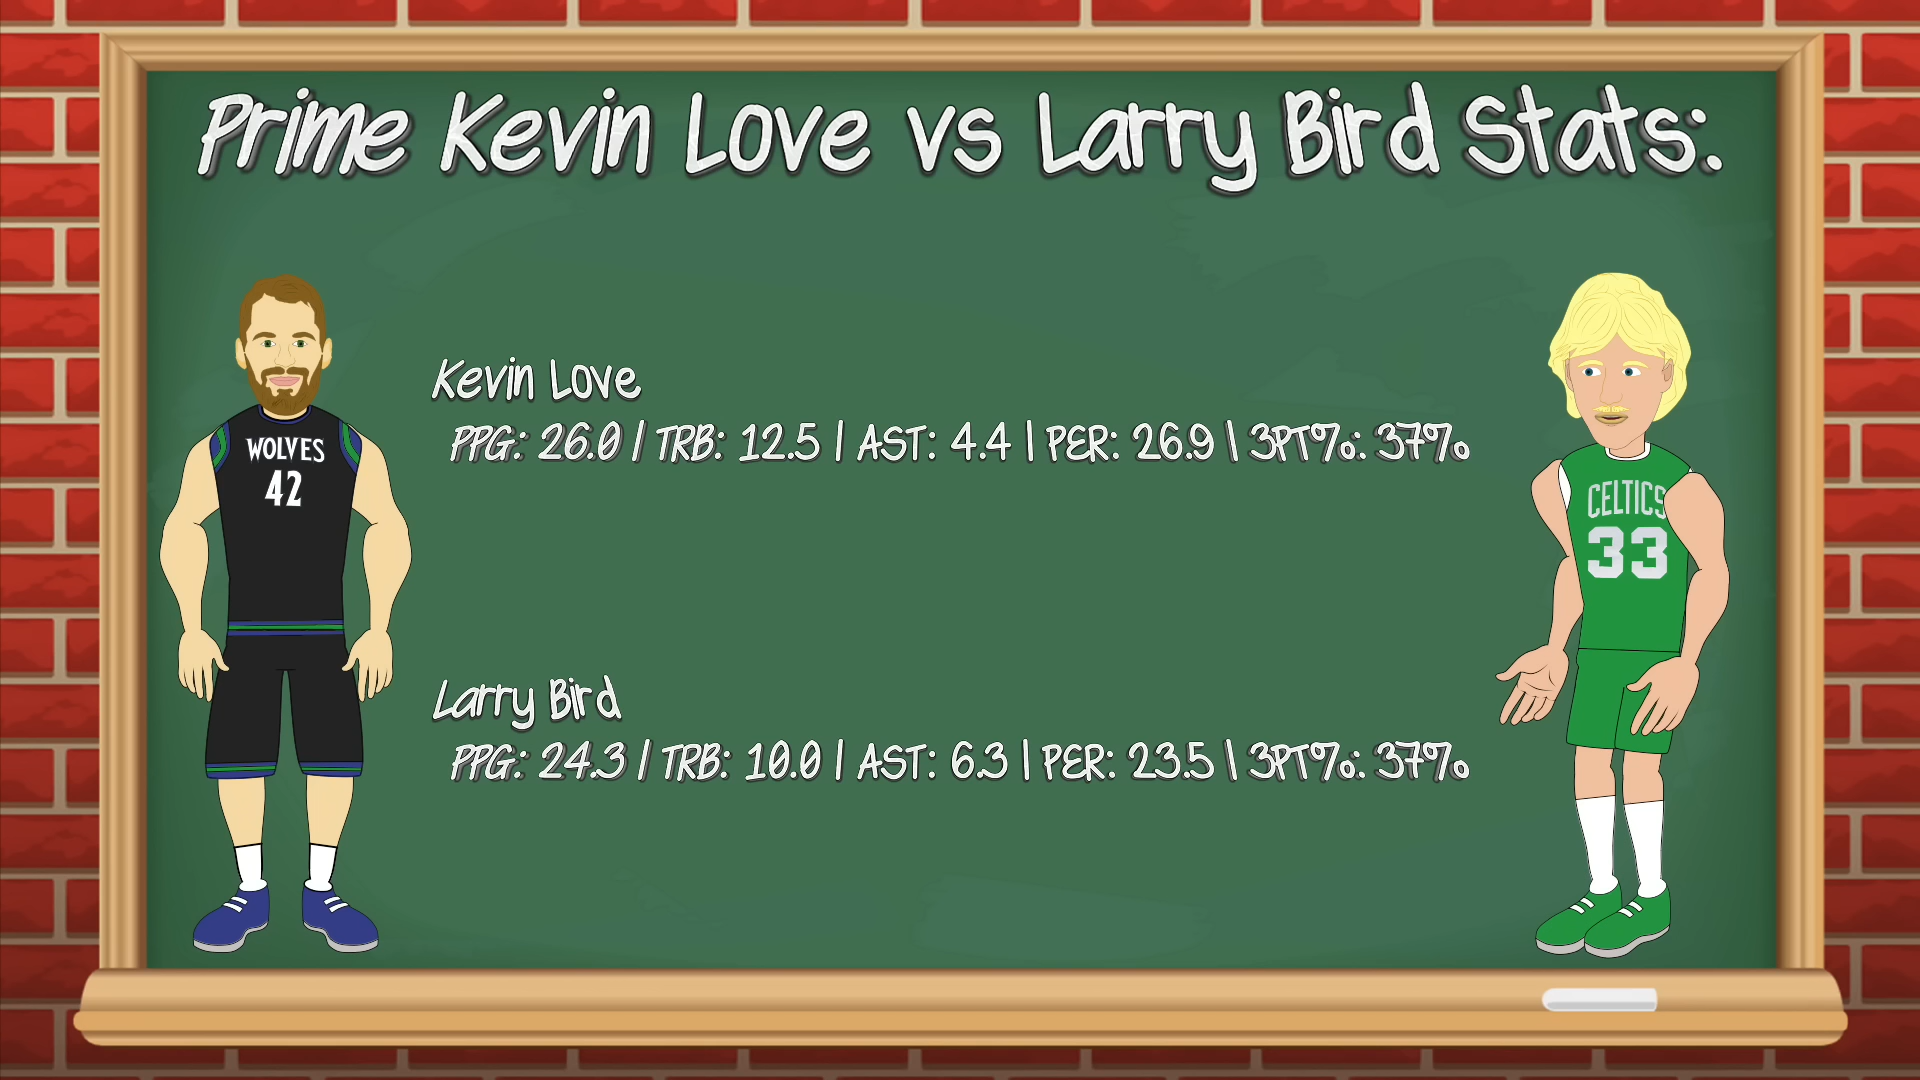 Prime Kevin Love vs Larry Bird Stats:
Kevin Love
PPG: 26.0 | TRB: 12.5 | AST: 4.4 | PER: 26.9 | 3PT%: 37%
WOLVES
42
CELTICS
33
Larry Bird
PPG: 24.3 | TRB: 10.0 | AST: 6.3 | PER: 23.5 | 3PT%: 37%